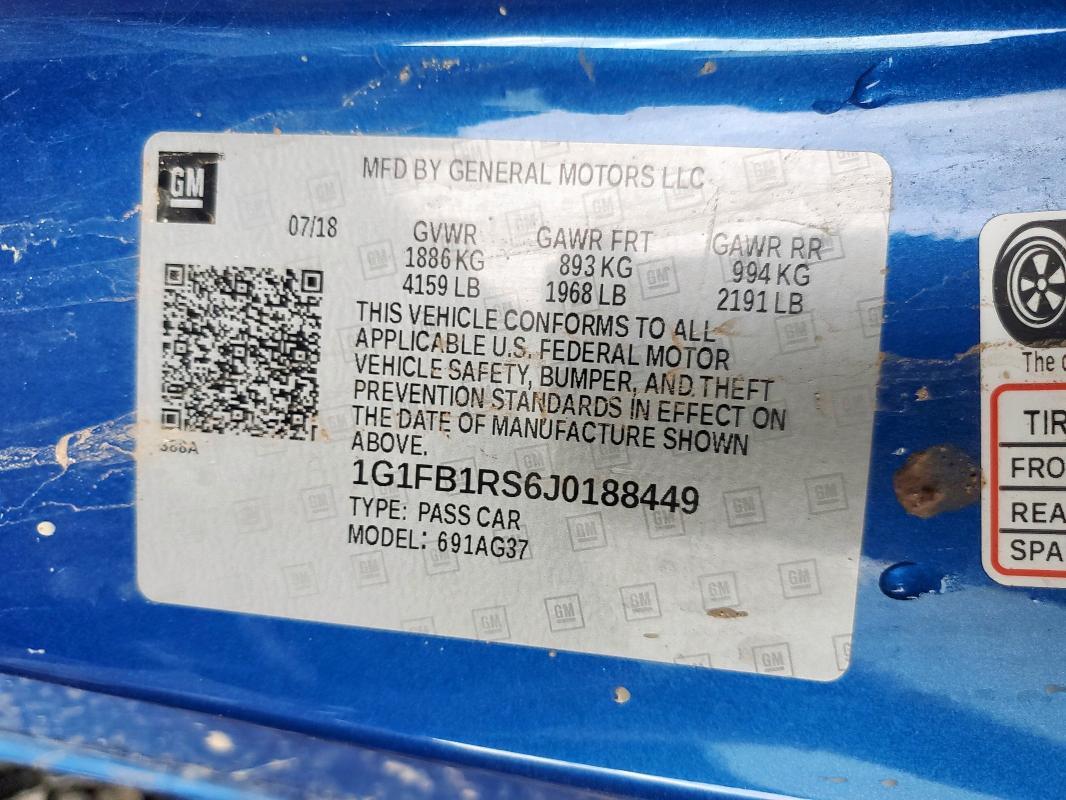 GM
MFD BY GENERAL MOTORS LLC
07/18
GVWR GAWR FRT GAWR RR
1886 KG 893 KG 994 KG
4159 LB 1968 LB 2191 LB
THIS VEHICLE CONFORMS TO ALL
APPLICABLE U.S. FEDERAL MOTOR
VEHICLE SAFETY, BUMPER, AND THEFT
PREVENTION STANDARDS IN EFFECT ON
THE DATE OF MANUFACTURE SHOWN
ABOVE.
1G1FB1RS6J0188449
TYPE: PASS CAR
MODEL: 691AG37
The
TIR
FRO
REA
SPA